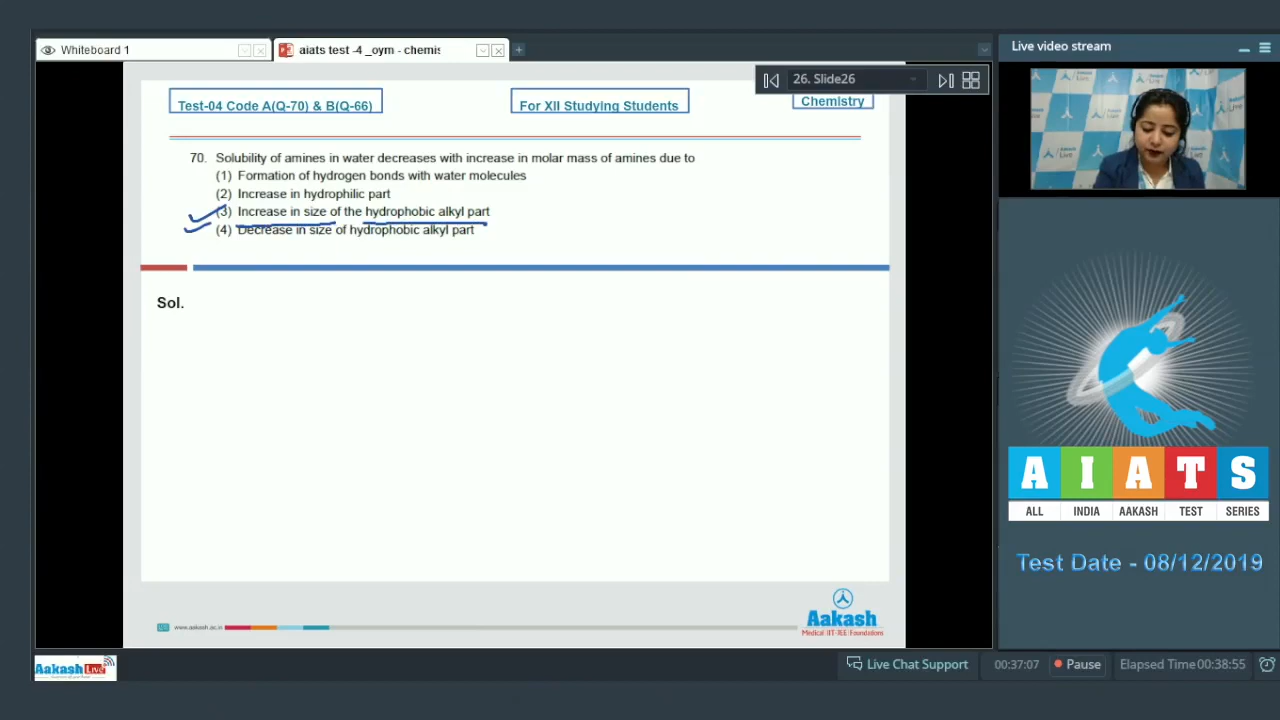 Whiteboard 1
aiats test -4 _oym - chemis
Live video stream
26. Slide26
Test-04 Code A(Q-70) & B(Q-66)
For XII Studying Students
Chemistry
70. Solubility of amines in water decreases with increase in molar mass of amines due to
(1) Formation of hydrogen bonds with water molecules
(2) Increase in hydrophilic part
(3) Increase in size of the hydrophobic alkyl part
(4) Decrease in size of hydrophobic alkyl part
Sol.
A I A T S
ALL INDIA AAKASH TEST SERIES
Test Date - 08/12/2019
www.aakash.ac.in
Aakash
Medical|IIT-JEE|Foundations
Aakash Live
Live Chat Support
00:37:07
Pause
Elapsed Time 00:38:55